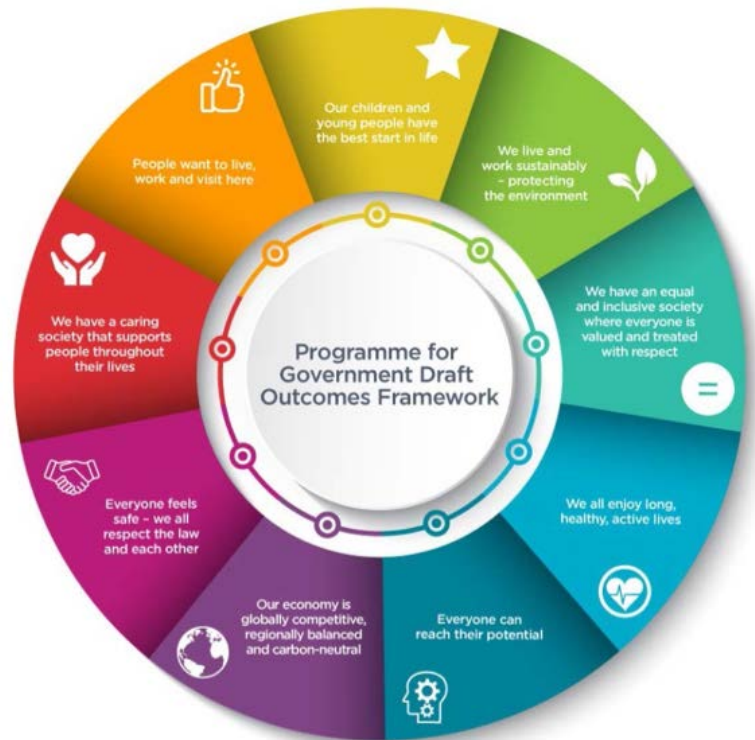 Programme for
Government Draft
Outcomes Framework
Our children and
young people have
the best start in life
We live and
work sustainably
– protecting
the environment
We have an equal
and inclusive society
where everyone is
valued and treated
with respect
=
We all enjoy long,
healthy, active lives
Everyone can
reach their potential
Our economy is
globally competitive,
regionally balanced
and carbon-neutral
Everyone feels
safe – we all
respect the law
and each other
We have a caring
society that supports
people throughout
their lives
People want to live,
work and visit here